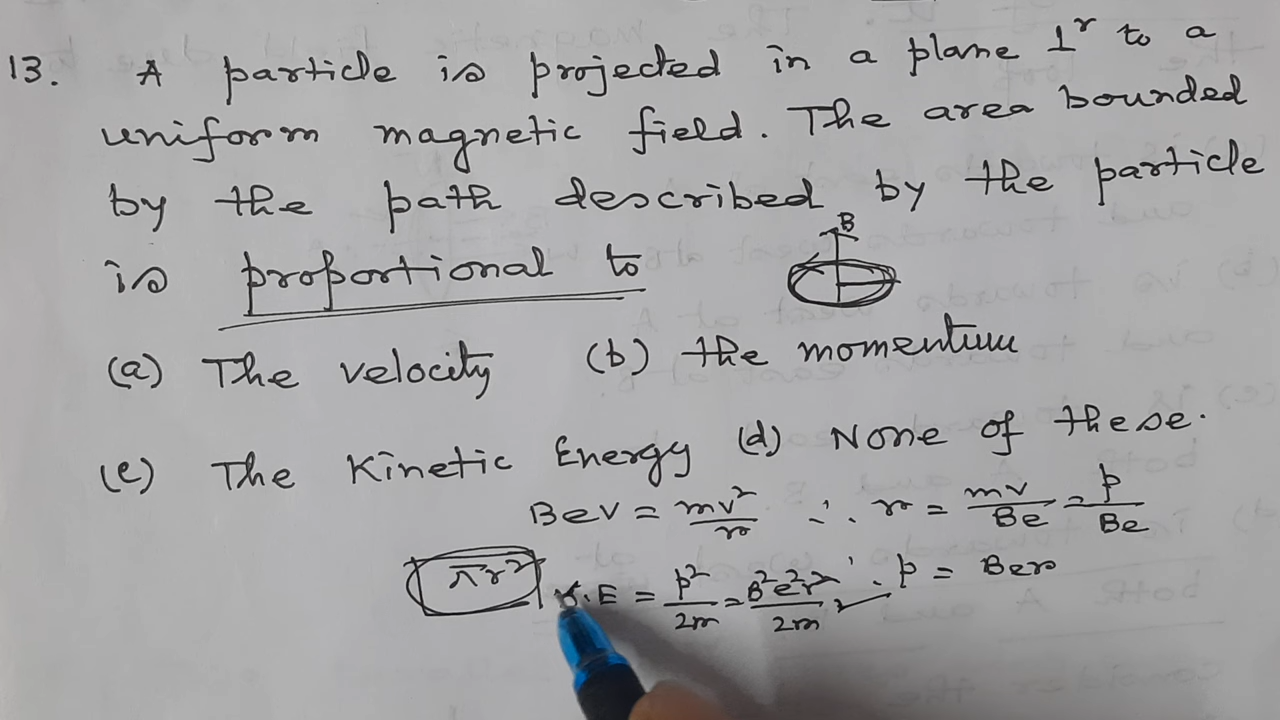 13. A particle is projected in a plane ⊥ʳ to a
uniform magnetic field. The area bounded
by the path described by the particle
is proportional to
B
(a) The velocity (b) the momentum
(c) The Kinetic Energy (d) None of these.
Bev = mv²/r ∴ r = mv/Be = p/Be
πr² K.E = p²/2m = B²e²r²/2m ∴ p = Ber